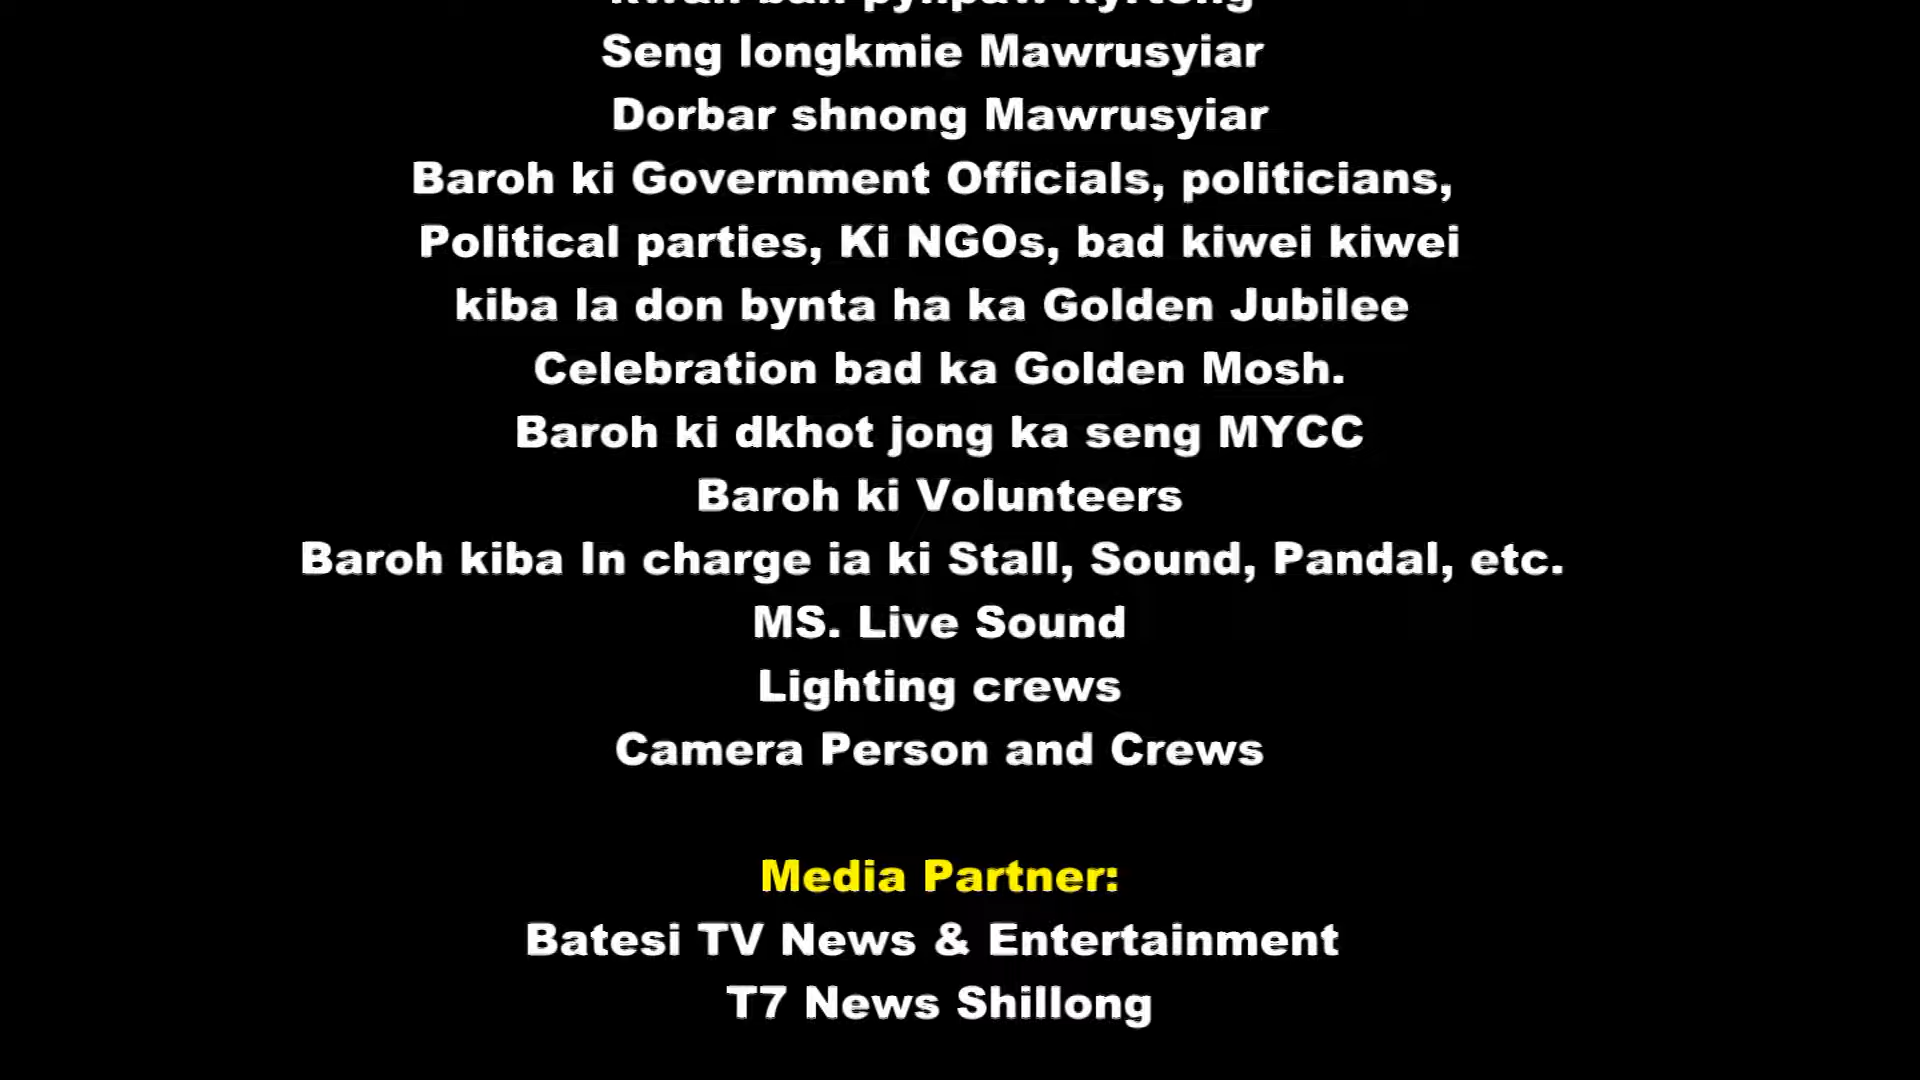 Seng longkmie Mawrusyiar
Dorbar shnong Mawrusyiar
Baroh ki Government Officials, politicians,
Political parties, Ki NGOs, bad kiwei kiwei
kiba la don bynta ha ka Golden Jubilee
Celebration bad ka Golden Mosh.
Baroh ki dkhot jong ka seng MYCC
Baroh ki Volunteers
Baroh kiba In charge ia ki Stall, Sound, Pandal, etc.
MS. Live Sound
Lighting crews
Camera Person and Crews
Media Partner:
Batesi TV News & Entertainment
T7 News Shillong